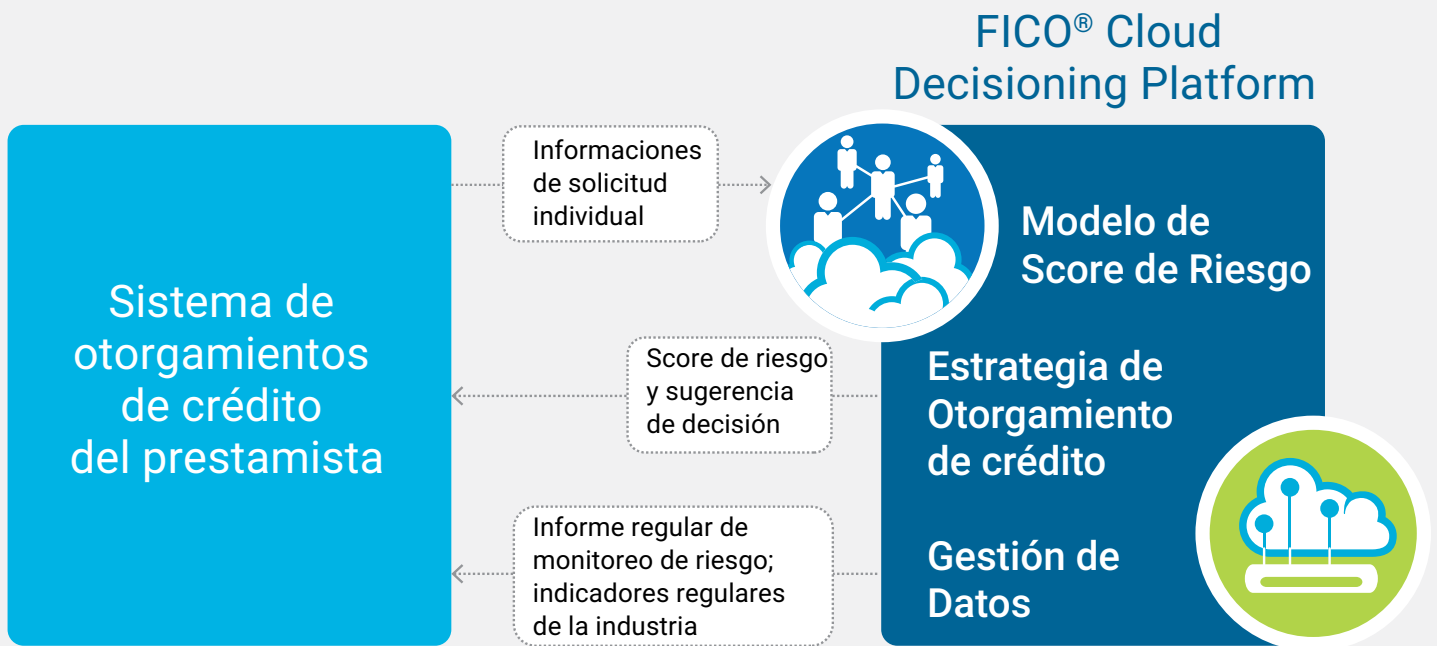 FICO® Cloud
Decisioning Platform
Sistema de
otorgamientos
de crédito
del prestamista
Informaciones
de solicitud
individual
Score de riesgo
y sugerencia
de decisión
Informe regular de
monitoreo de riesgo;
indicadores regulares
de la industria
Modelo de
Score de Riesgo
Estrategia de
Otorgamiento
de crédito
Gestión de
Datos